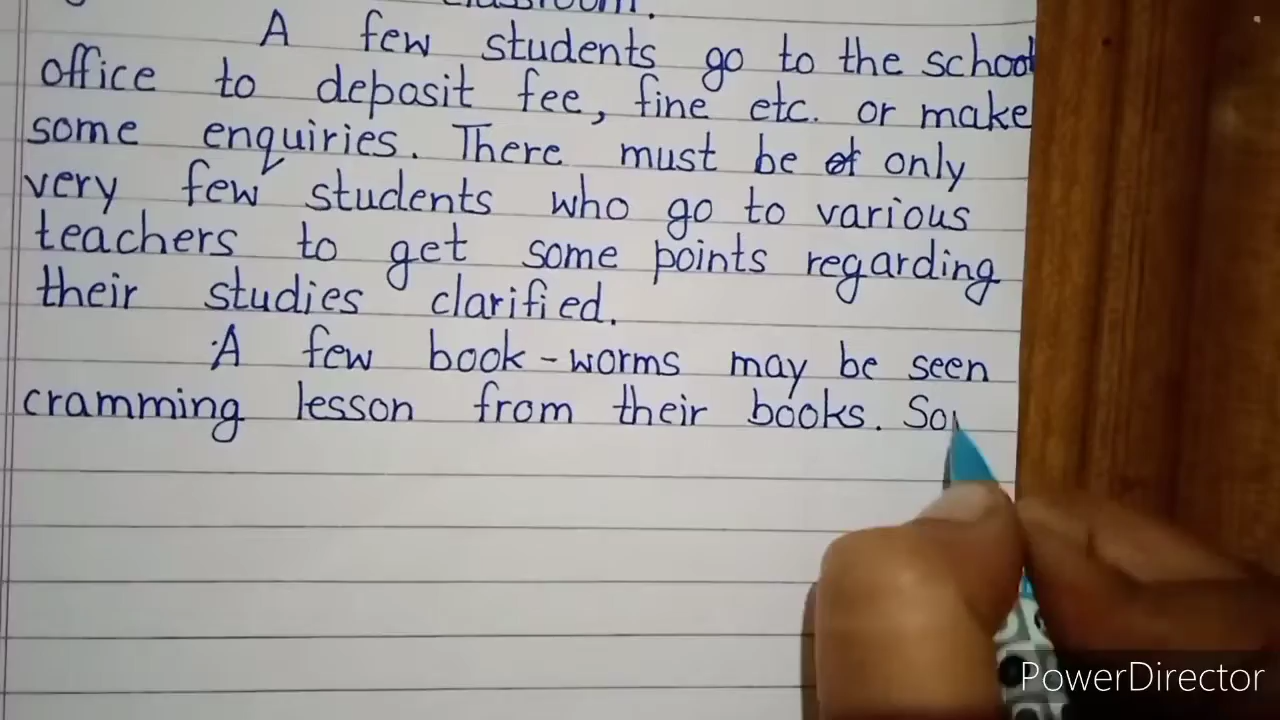 classroom.
A few students go to the school
office to deposit fee, fine etc. or make
some enquiries. There must be only
very few students who go to various
teachers to get some points regarding
their studies clarified.
A few book-worms may be seen
cramming lesson from their books. So
PowerDirector